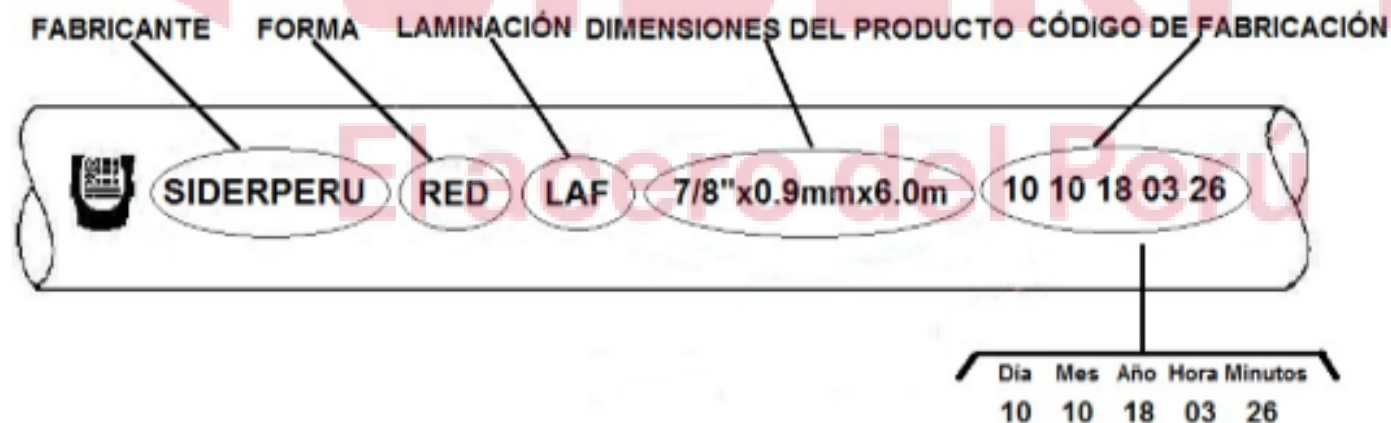 FABRICANTE FORMA LAMINACIÓN DIMENSIONES DEL PRODUCTO CÓDIGO DE FABRICACIÓN
El acero del Perú
SIDERPERU RED LAF 7/8"x0.9mmx6.0m 10 10 18 03 26
Día Mes Año Hora Minutos
10 10 18 03 26